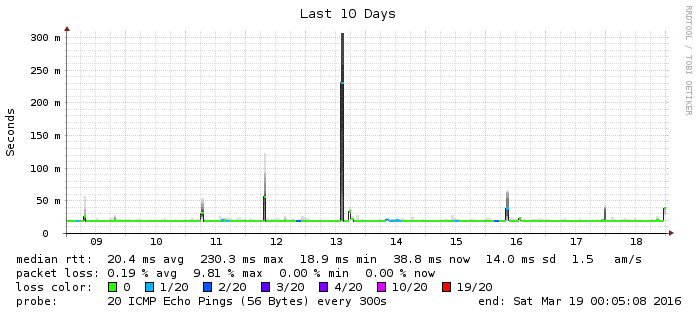 Last 10 Days
RRDTOOL / TOBI OETIKER
Seconds
300 m
250 m
200 m
150 m
100 m
50 m
0
09 10 11 12 13 14 15 16 17 18
median rtt: 20.4 ms avg 230.3 ms max 18.9 ms min 38.8 ms now 14.0 ms sd 1.5 am/s
packet loss: 0.19 % avg 9.81 % max 0.00 % min 0.00 % now
loss color: 0 1/20 2/20 3/20 4/20 10/20 19/20
probe: 20 ICMP Echo Pings (56 Bytes) every 300s end: Sat Mar 19 00:05:08 2016